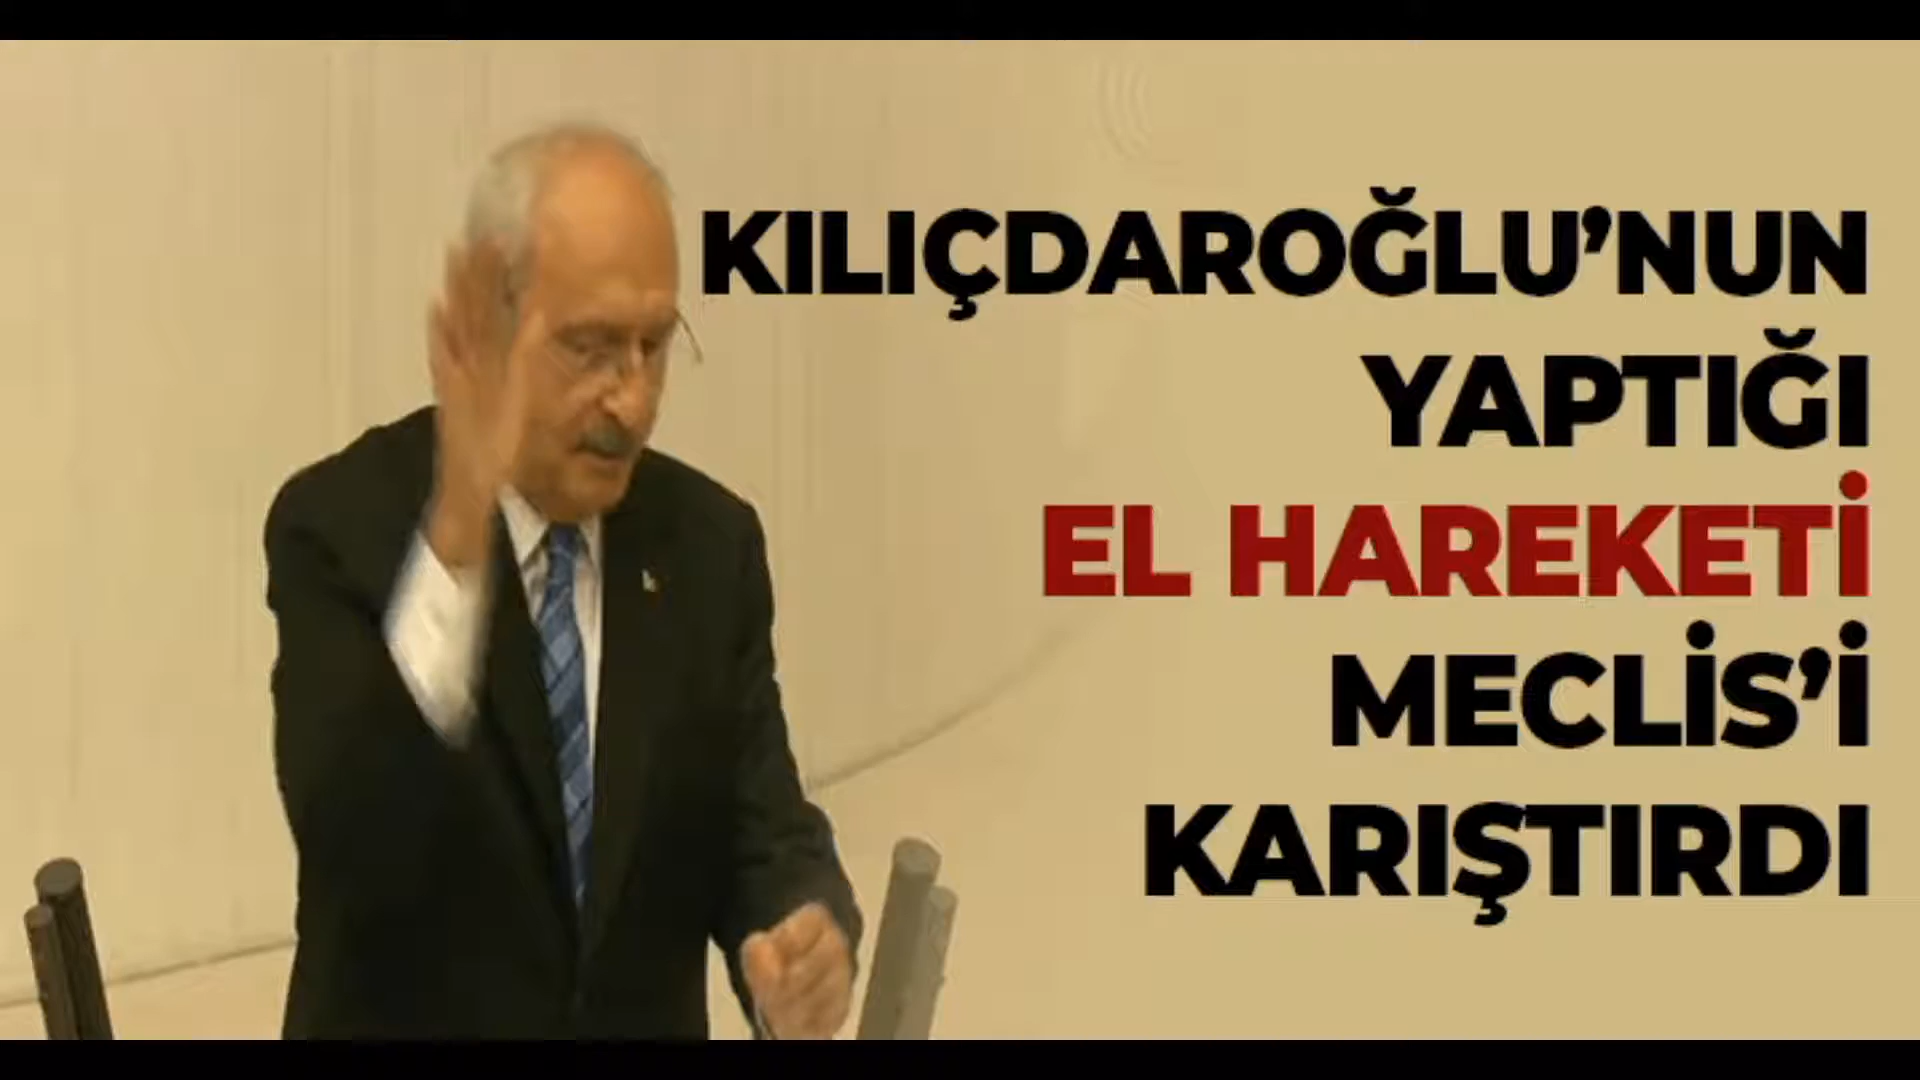 KILIÇDAROĞLU’NUN
YAPTIĞI
EL HAREKETİ
MECLİS’İ
KARIŞTIRDI